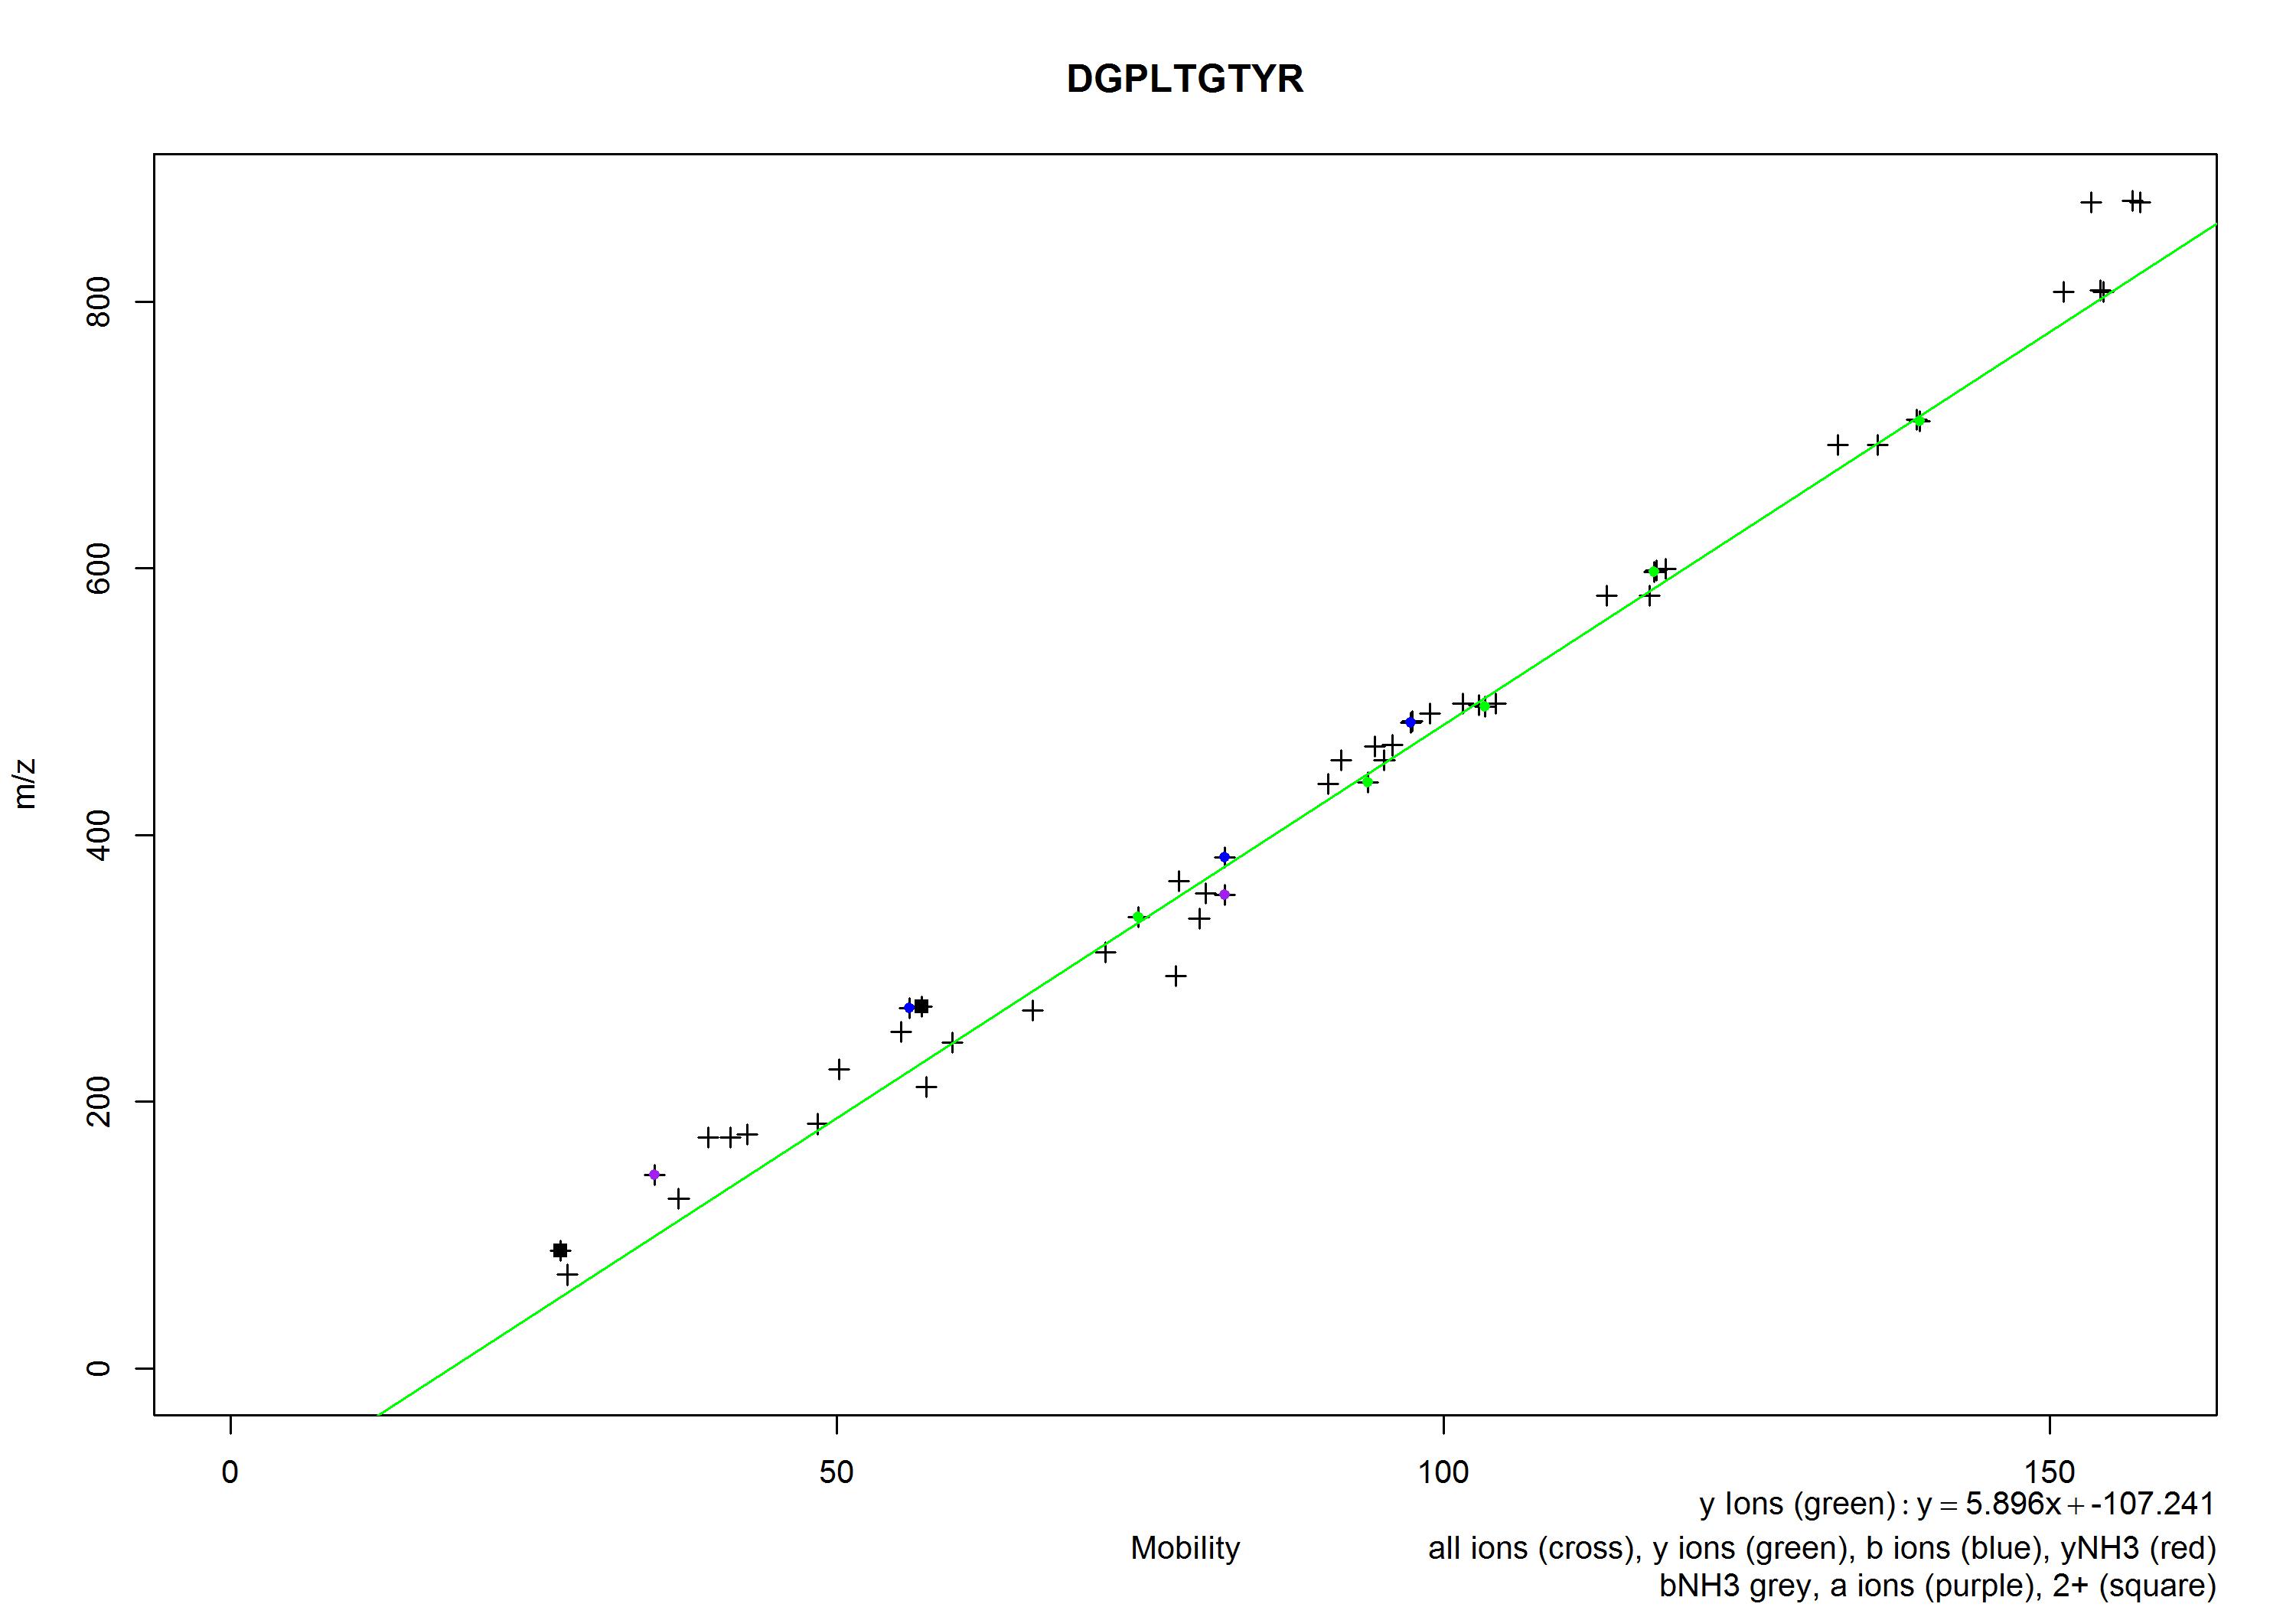 DGPLTGTYR
800
600
400
200
0
m/z
0 50 100 150
y Ions (green) : y = 5.896x + -107.241
Mobility all ions (cross), y ions (green), b ions (blue), yNH3 (red)
bNH3 grey, a ions (purple), 2+ (square)